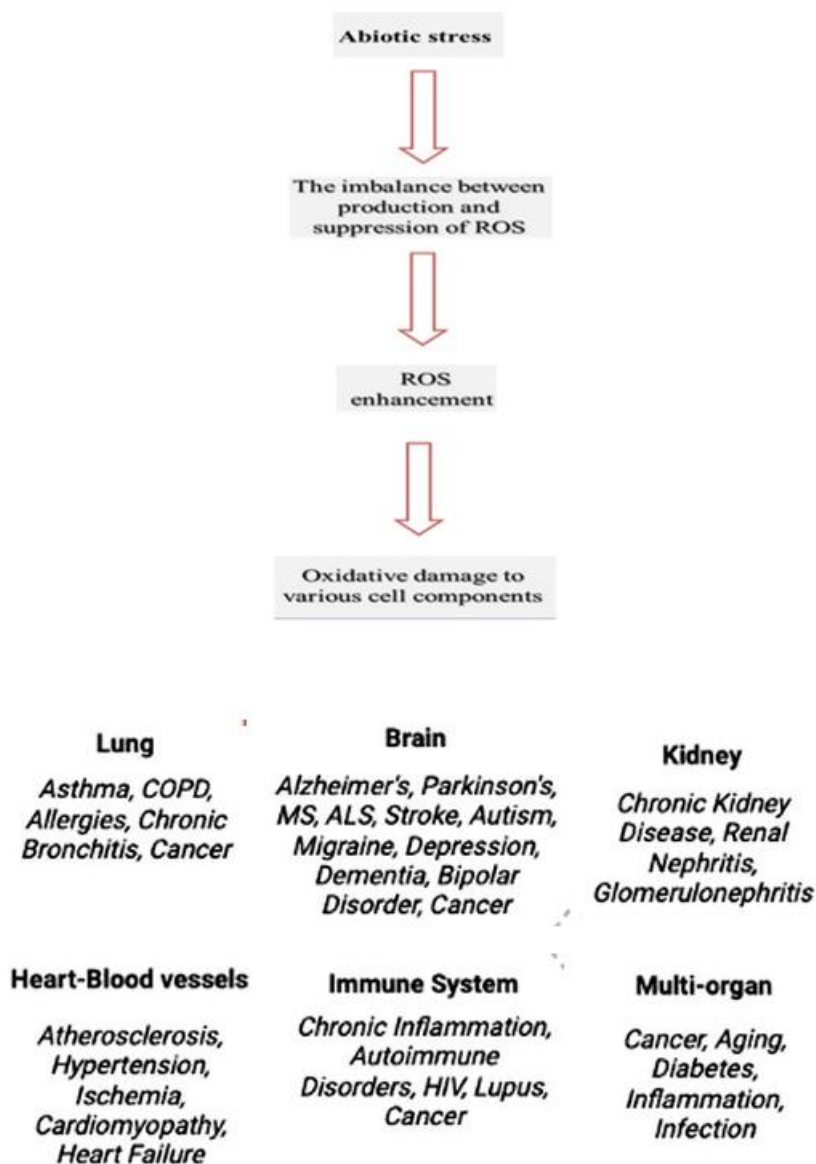 Abiotic stress
The imbalance between
production and
suppression of ROS
ROS
enhancement
Oxidative damage to
various cell components
Lung
Asthma, COPD,
Allergies, Chronic
Bronchitis, Cancer
Brain
Alzheimer's, Parkinson's,
MS, ALS, Stroke, Autism,
Migraine, Depression,
Dementia, Bipolar
Disorder, Cancer
Kidney
Chronic Kidney
Disease, Renal
Nephritis,
Glomerulonephritis
Heart-Blood vessels
Atherosclerosis,
Hypertension,
Ischemia,
Cardiomyopathy,
Heart Failure
Immune System
Chronic Inflammation,
Autoimmune
Disorders, HIV, Lupus,
Cancer
Multi-organ
Cancer, Aging,
Diabetes,
Inflammation,
Infection